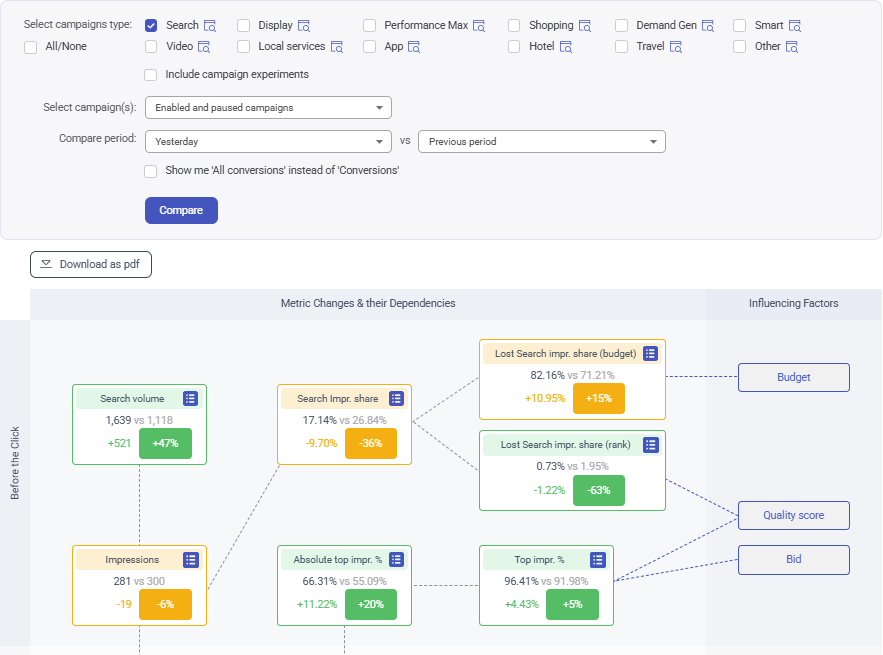 Select campaigns type: Search Display Performance Max Shopping Demand Gen Smart
All/None Video Local services App Hotel Travel Other
Include campaign experiments
Select campaign(s): Enabled and paused campaigns
Compare period: Yesterday vs Previous period
Show me 'All conversions' instead of 'Conversions'
Compare
Download as pdf
Metric Changes & their Dependencies
Influencing Factors
Before the Click
Search volume
1,639 vs 1,118
+521 +47%
Search Impr. share
17.14% vs 26.84%
-9.70% -36%
Lost Search impr. share (budget)
82.16% vs 71.21%
+10.95% +15%
Budget
Lost Search impr. share (rank)
0.73% vs 1.95%
-1.22% -63%
Quality score
Impressions
281 vs 300
-19 -6%
Absolute top impr. %
66.31% vs 55.09%
+11.22% +20%
Top impr. %
96.41% vs 91.98%
+4.43% +5%
Bid